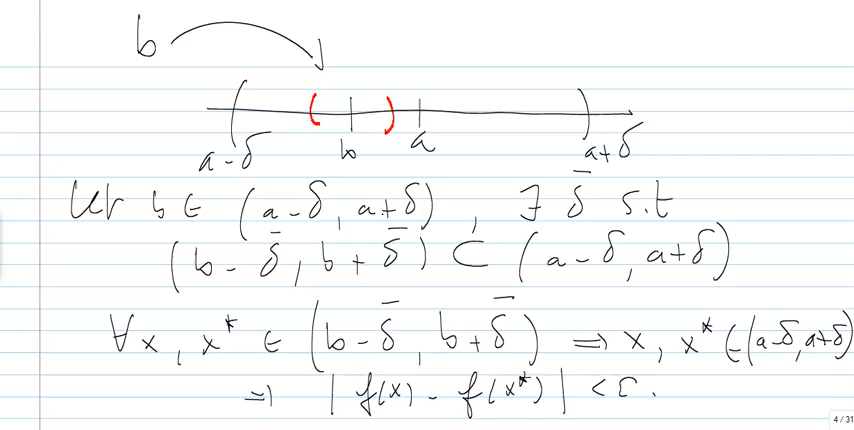 b
( ( ) )
b a
a - δ a + δ
Let b ∈ (a - δ, a + δ), ∃ δ̄ s.t
(b - δ̄, b + δ̄) ⊂ (a - δ, a + δ)
∀ x, x* ∈ (b - δ̄, b + δ̄) ⇒ x, x* ∈ (a - δ, a + δ)
⇒ | f(x) - f(x*) | < ε.
4 / 31